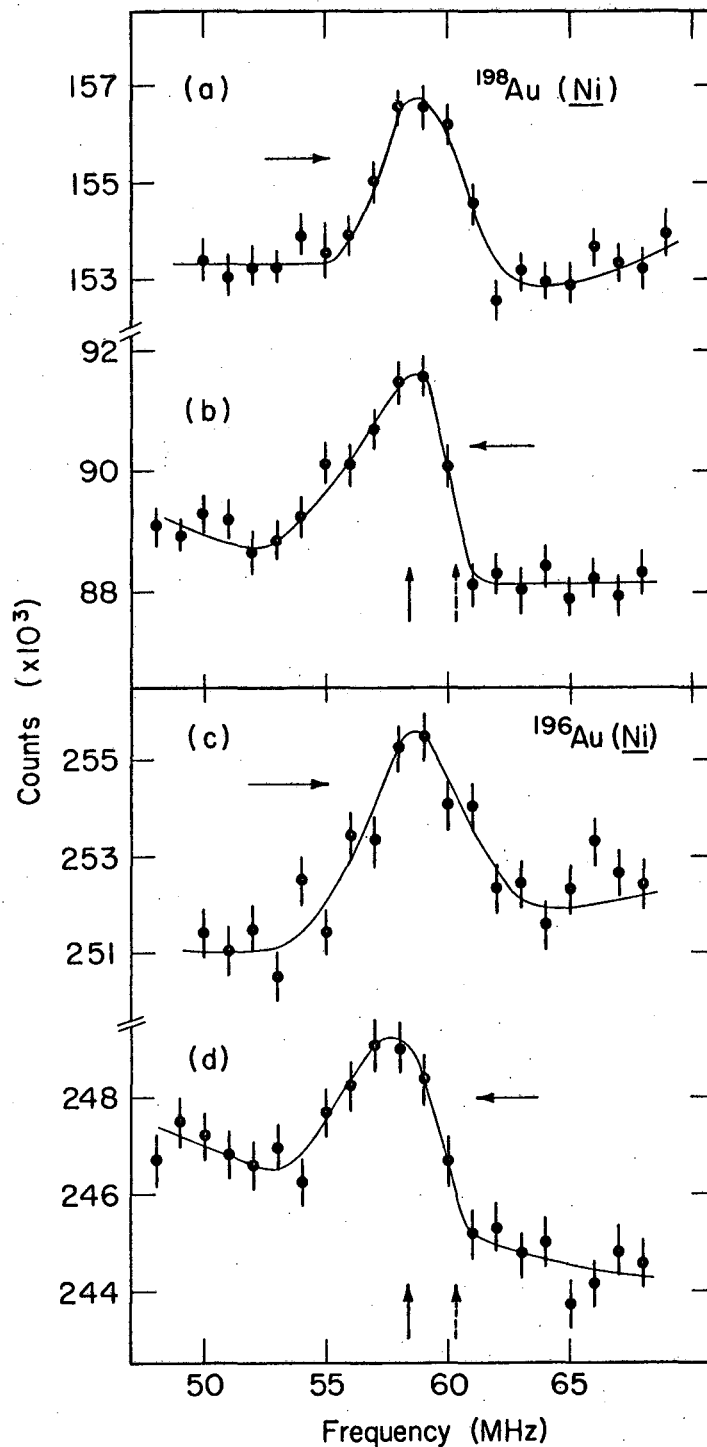 (a)
¹⁹⁸Au (Ni)
157
155
153
92
(b)
90
88
Counts (x10³)
(c)
¹⁹⁶Au (Ni)
255
253
251
(d)
248
246
244
50 55 60 65
Frequency (MHz)